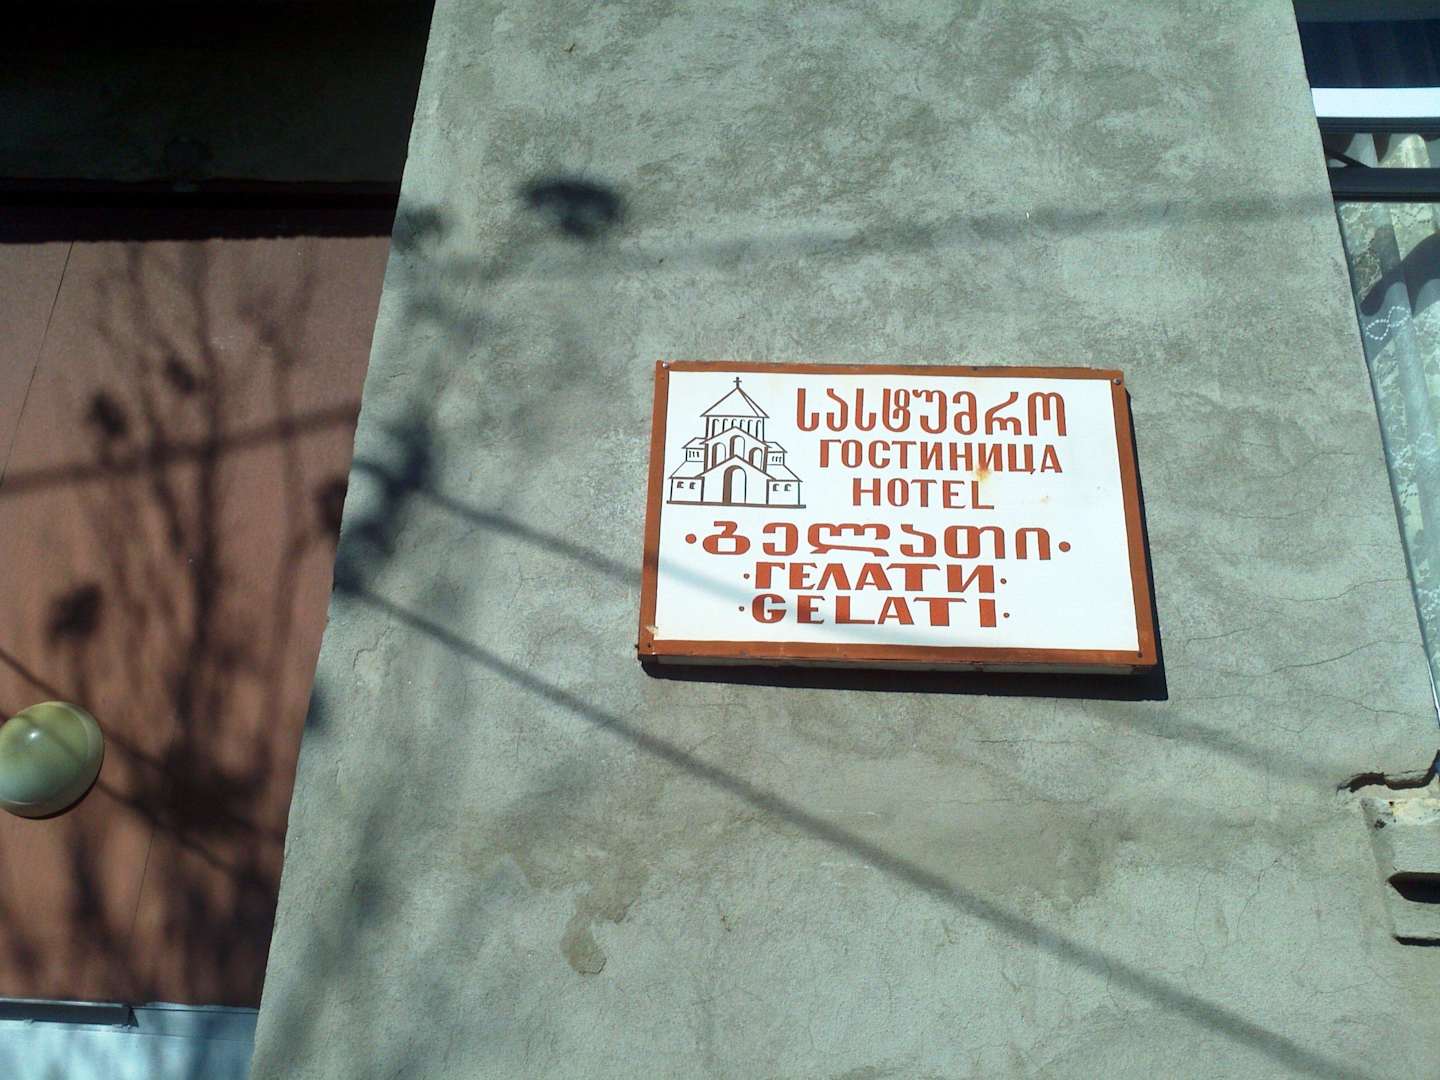 სასტუმრო
ГОСТИНИЦА
HOTEL
·გელათი·
·ГЕЛАТИ·
·GELATI·